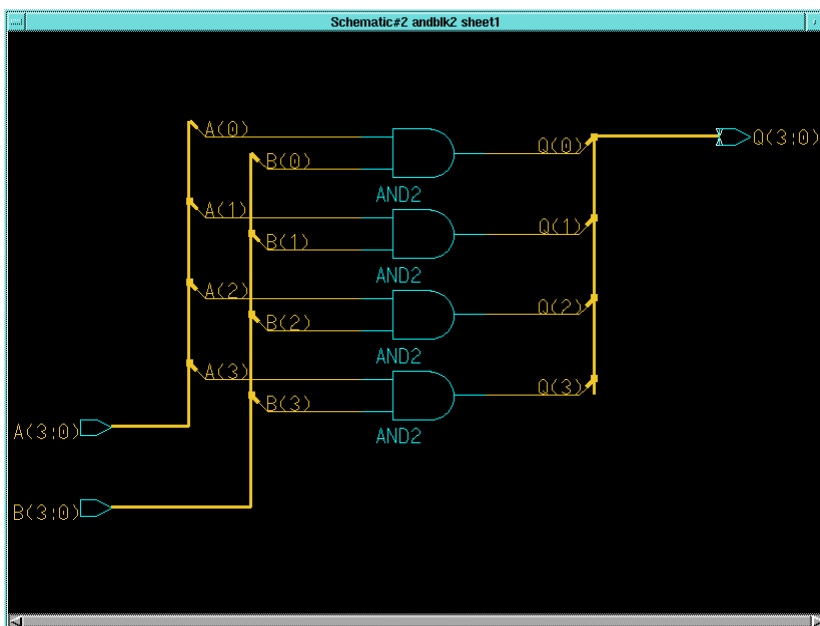 Schematic#2 andblk2 sheet1
A(0)
B(0)
Q(0)
Q(3:0)
AND2
A(1)
B(1)
Q(1)
AND2
A(2)
B(2)
Q(2)
AND2
A(3)
B(3)
Q(3)
AND2
A(3:0)
B(3:0)